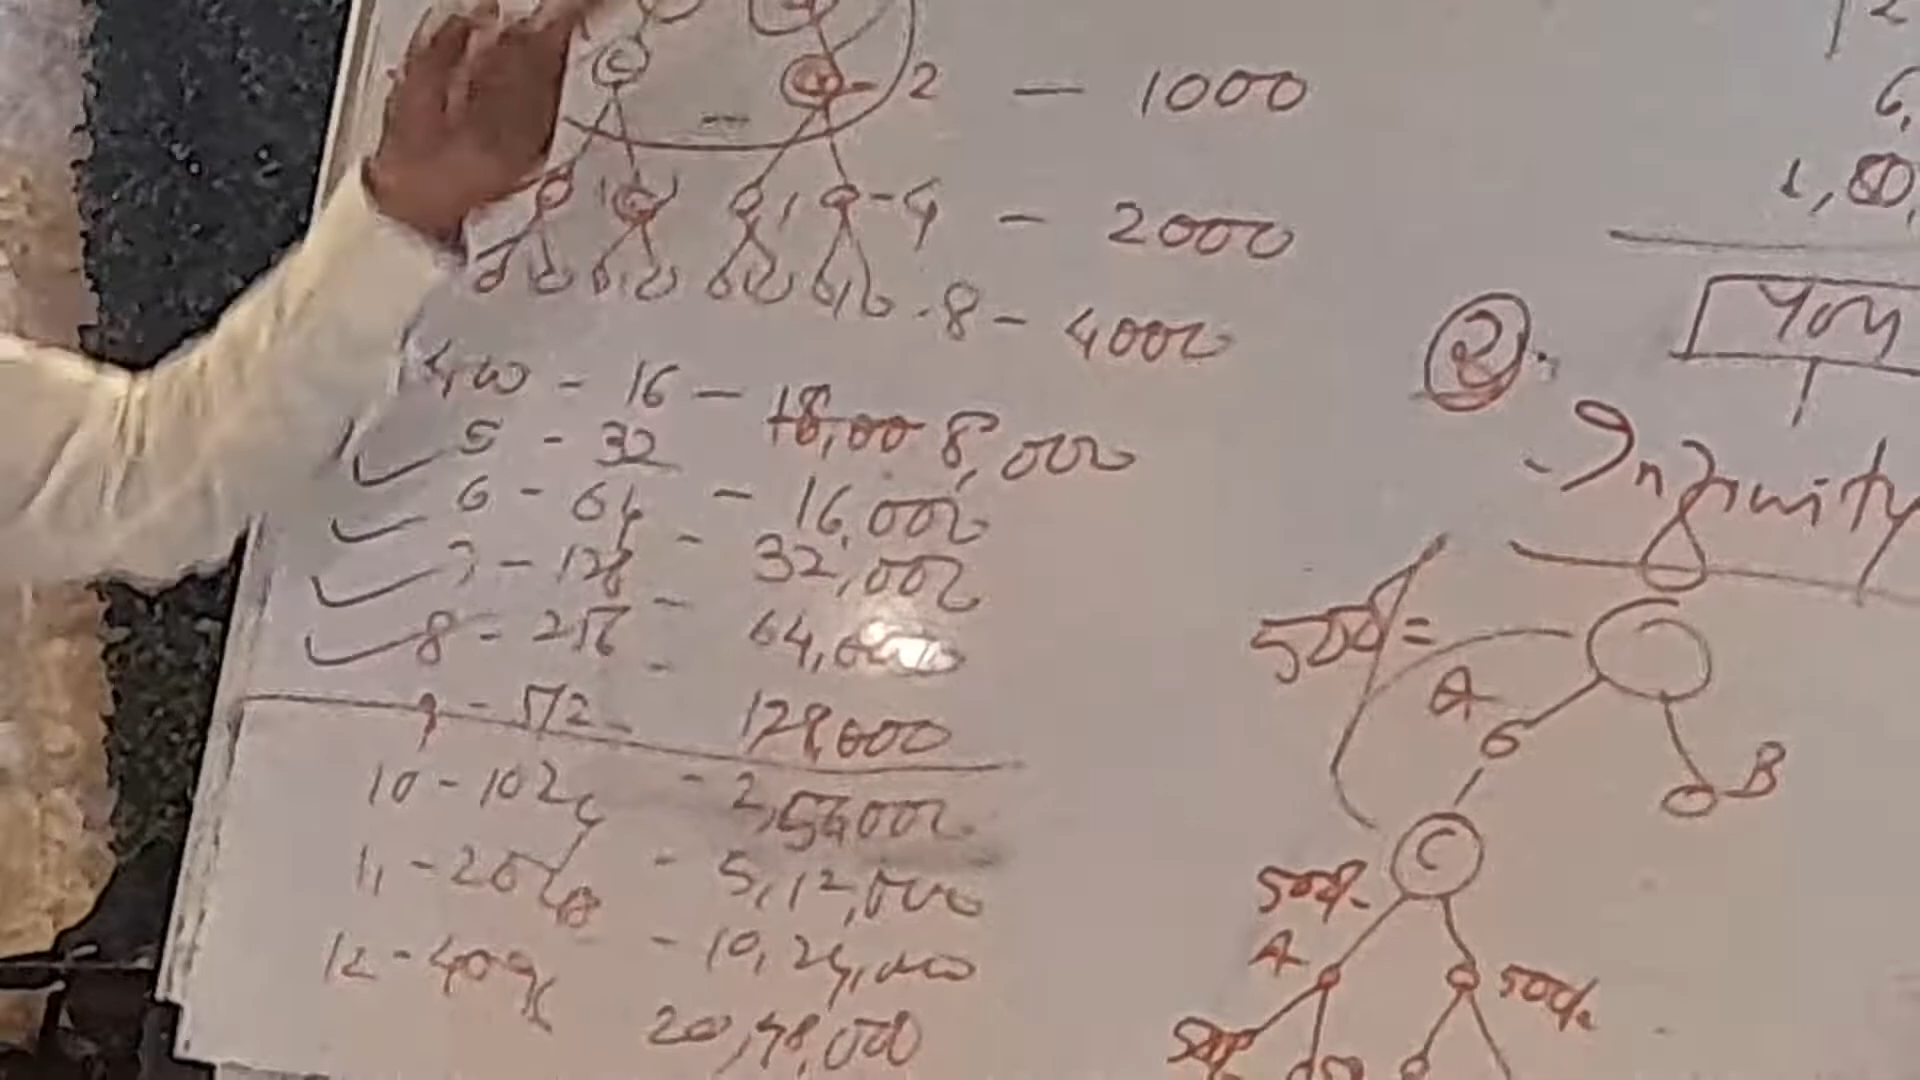 2 — 1000
- 4 - 2000
8 - 4000
16 - 8,000
5 - 32
6 - 64 - 16,000
7 - 128 - 32,000
8 - 256 - 64,000
9 - 512 128,000
10 - 1024 - 2,56,000
11 - 2048 - 5,12,000
12 - 4096 - 10,24,000
20,48,000
2
YOU
Infinity
500/-
A
B
C
500/-
A
500/-